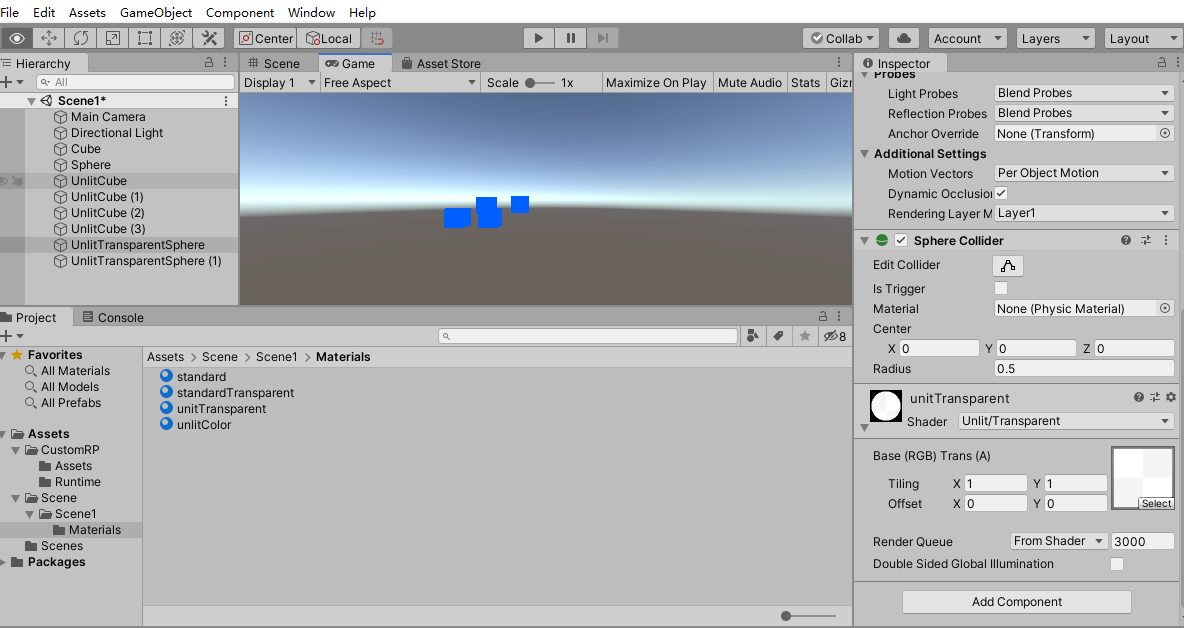 File Edit Assets GameObject Component Window Help
Center Local Collab Account Layers Layout
Hierarchy
All
Scene1*
Main Camera
Directional Light
Cube
Sphere
UnlitCube
UnlitCube (1)
UnlitCube (2)
UnlitCube (3)
UnlitTransparentSphere
UnlitTransparentSphere (1)
Scene Game Asset Store
Display 1 Free Aspect Scale 1x Maximize On Play Mute Audio Stats Gizr
Project Console
8
Favorites
All Materials
All Models
All Prefabs
Assets
CustomRP
Assets
Runtime
Scene
Scene1
Materials
Scenes
Packages
Assets > Scene > Scene1 > Materials
standard
standardTransparent
unitTransparent
unlitColor
Inspector
Probes
Light Probes Blend Probes
Reflection Probes Blend Probes
Anchor Override None (Transform)
Additional Settings
Motion Vectors Per Object Motion
Dynamic Occlusion
Rendering Layer M Layer1
Sphere Collider
Edit Collider
Is Trigger
Material None (Physic Material)
Center
X 0 Y 0 Z 0
Radius 0.5
unitTransparent
Shader Unlit/Transparent
Base (RGB) Trans (A)
Tiling X 1 Y 1
Offset X 0 Y 0
Select
Render Queue From Shader 3000
Double Sided Global Illumination
Add Component